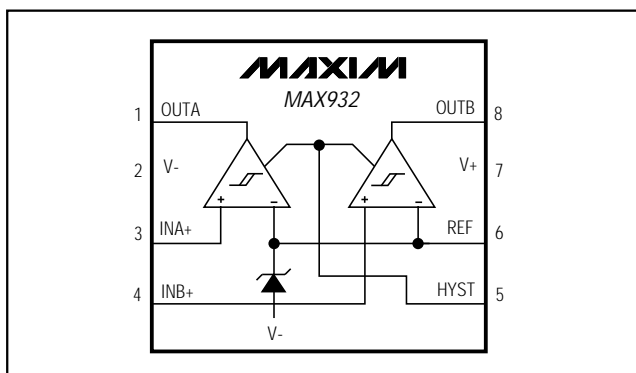 MAXIM
MAX932
1 OUTA
OUTB 8
2 V-
V+ 7
+ -
+ -
3 INA+
REF 6
4 INB+
HYST 5
V-